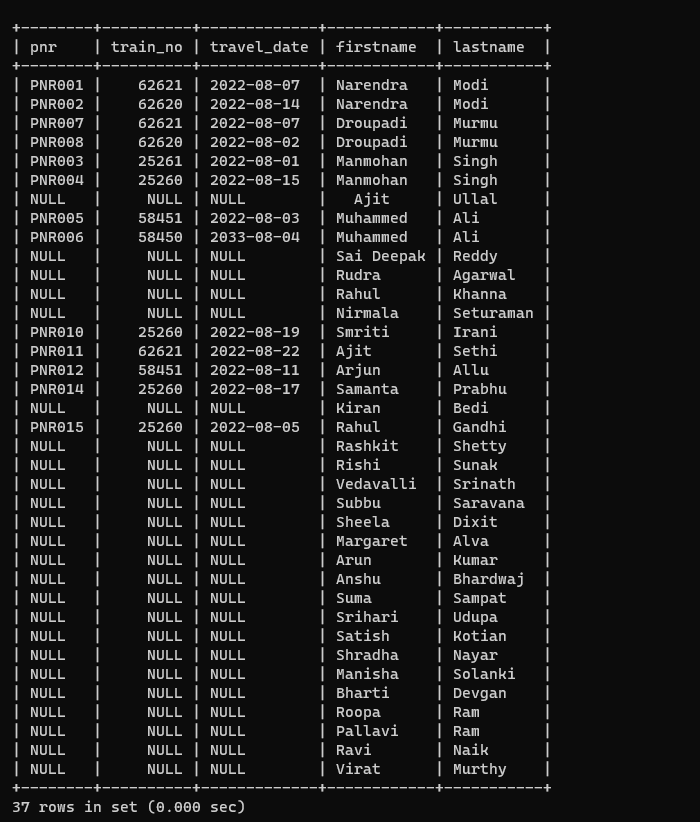 +--------+----------+-------------+------------+-----------+
| pnr    | train_no | travel_date | firstname  | lastname  |
+--------+----------+-------------+------------+-----------+
| PNR001 |    62621 | 2022-08-07  | Narendra   | Modi      |
| PNR002 |    62620 | 2022-08-14  | Narendra   | Modi      |
| PNR007 |    62621 | 2022-08-07  | Droupadi   | Murmu     |
| PNR008 |    62620 | 2022-08-02  | Droupadi   | Murmu     |
| PNR003 |    25261 | 2022-08-01  | Manmohan   | Singh     |
| PNR004 |    25260 | 2022-08-15  | Manmohan   | Singh     |
| NULL   |     NULL | NULL        |   Ajit     | Ullal     |
| PNR005 |    58451 | 2022-08-03  | Muhammed   | Ali       |
| PNR006 |    58450 | 2033-08-04  | Muhammed   | Ali       |
| NULL   |     NULL | NULL        | Sai Deepak | Reddy     |
| NULL   |     NULL | NULL        | Rudra      | Agarwal   |
| NULL   |     NULL | NULL        | Rahul      | Khanna    |
| NULL   |     NULL | NULL        | Nirmala    | Seturaman |
| PNR010 |    25260 | 2022-08-19  | Smriti     | Irani     |
| PNR011 |    62621 | 2022-08-22  | Ajit       | Sethi     |
| PNR012 |    58451 | 2022-08-11  | Arjun      | Allu      |
| PNR014 |    25260 | 2022-08-17  | Samanta    | Prabhu    |
| NULL   |     NULL | NULL        | Kiran      | Bedi      |
| PNR015 |    25260 | 2022-08-05  | Rahul      | Gandhi    |
| NULL   |     NULL | NULL        | Rashkit    | Shetty    |
| NULL   |     NULL | NULL        | Rishi      | Sunak     |
| NULL   |     NULL | NULL        | Vedavalli  | Srinath   |
| NULL   |     NULL | NULL        | Subbu      | Saravana  |
| NULL   |     NULL | NULL        | Sheela     | Dixit     |
| NULL   |     NULL | NULL        | Margaret   | Alva      |
| NULL   |     NULL | NULL        | Arun       | Kumar     |
| NULL   |     NULL | NULL        | Anshu      | Bhardwaj  |
| NULL   |     NULL | NULL        | Suma       | Sampat    |
| NULL   |     NULL | NULL        | Srihari    | Udupa     |
| NULL   |     NULL | NULL        | Satish     | Kotian    |
| NULL   |     NULL | NULL        | Shradha    | Nayar     |
| NULL   |     NULL | NULL        | Manisha    | Solanki   |
| NULL   |     NULL | NULL        | Bharti     | Devgan    |
| NULL   |     NULL | NULL        | Roopa      | Ram       |
| NULL   |     NULL | NULL        | Pallavi    | Ram       |
| NULL   |     NULL | NULL        | Ravi       | Naik      |
| NULL   |     NULL | NULL        | Virat      | Murthy    |
+--------+----------+-------------+------------+-----------+
37 rows in set (0.000 sec)